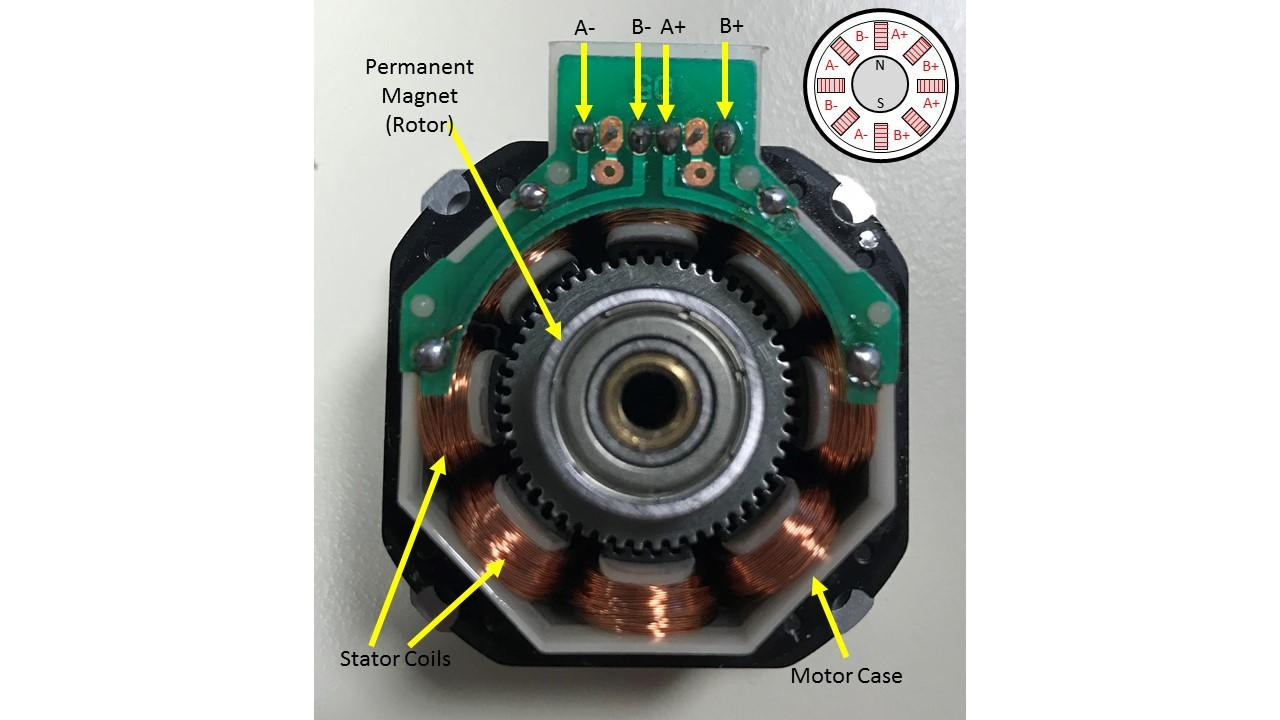 A-
B-
A+
B+
Permanent
Magnet
(Rotor)
Stator Coils
Motor Case
B-
A+
A-
B+
N
S
B-
A+
A-
B+